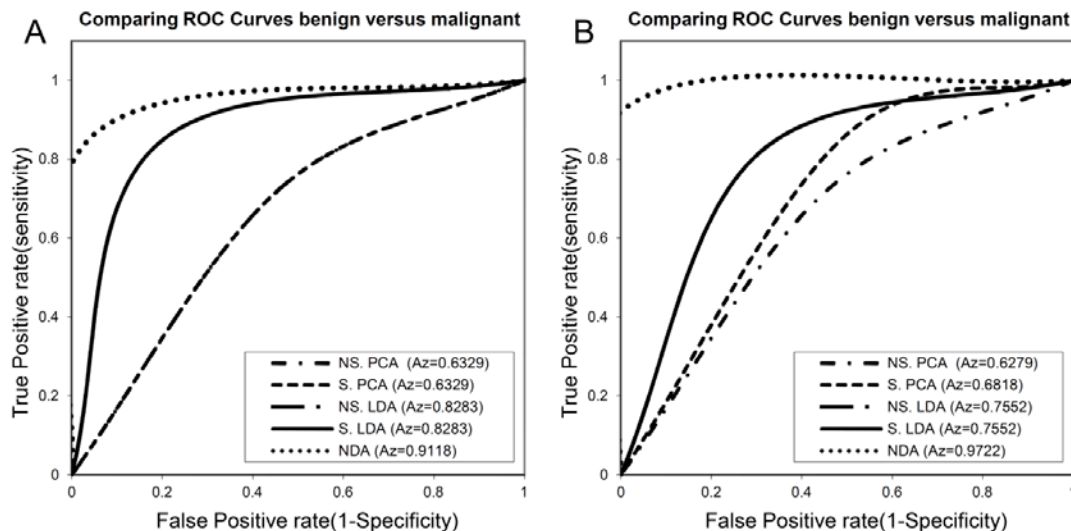 A
Comparing ROC Curves benign versus malignant
True Positive rate(sensitivity)
1
0.8
0.6
0.4
0.2
0
NS. PCA (Az=0.6329)
S. PCA (Az=0.6329)
NS. LDA (Az=0.8283)
S. LDA (Az=0.8283)
NDA (Az=0.9118)
0 0.2 0.4 0.6 0.8 1
False Positive rate(1-Specificity)
B
Comparing ROC Curves benign versus malignant
True Positive rate(sensitivity)
1
0.8
0.6
0.4
0.2
0
NS. PCA (Az=0.6279)
S. PCA (Az=0.6818)
NS. LDA (Az=0.7552)
S. LDA (Az=0.7552)
NDA (Az=0.9722)
0 0.2 0.4 0.6 0.8 1
False Positive rate(1-Specificity)